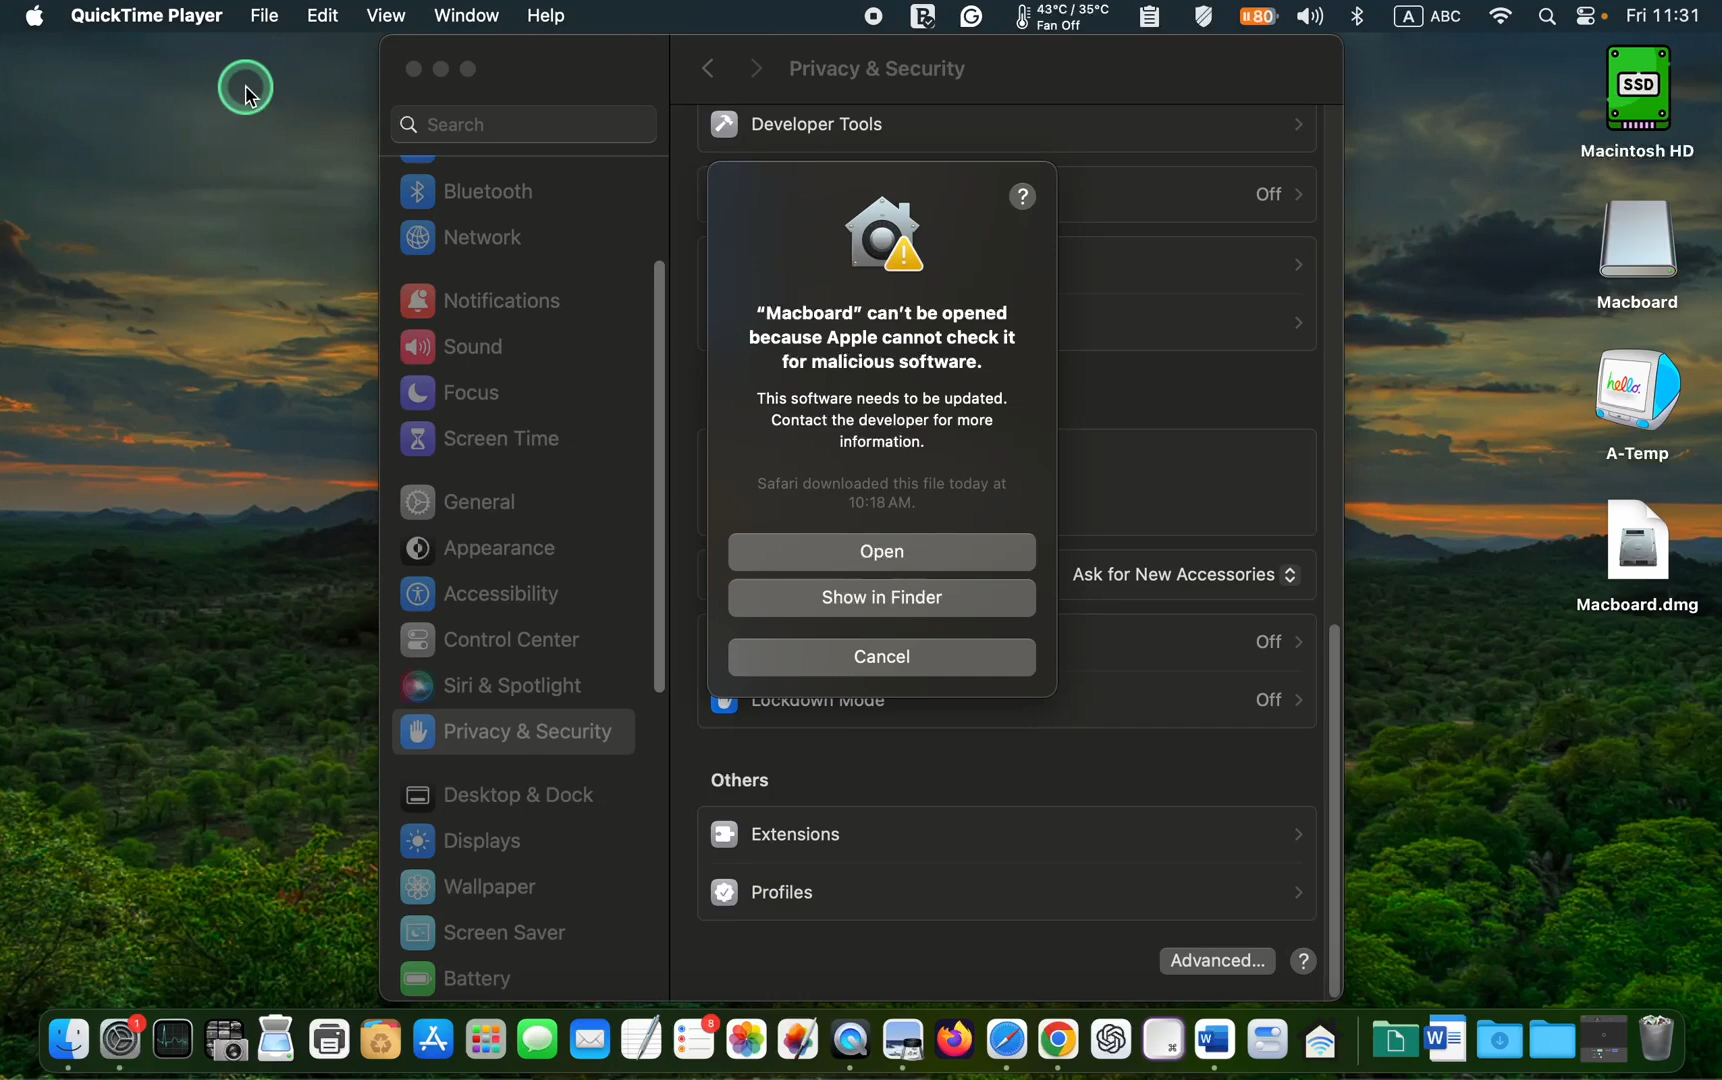 QuickTime Player File Edit View Window Help 43°C / 35°C Fan Off 80 A ABC Fri 11:31
Search
Bluetooth
Network
Notifications
Sound
Focus
Screen Time
General
Appearance
Accessibility
Control Center
Siri & Spotlight
Privacy & Security
Desktop & Dock
Displays
Wallpaper
Screen Saver
Battery
Privacy & Security
Developer Tools
Off
?
“Macboard” can’t be opened
because Apple cannot check it
for malicious software.
This software needs to be updated.
Contact the developer for more
information.
Safari downloaded this file today at
10:18 AM.
Open
Show in Finder
Cancel
Ask for New Accessories
Off
Lockdown Mode Off
Others
Extensions
Profiles
Advanced... ?
SSD
Macintosh HD
Macboard
hello.
A-Temp
Macboard.dmg
1
8
W
W